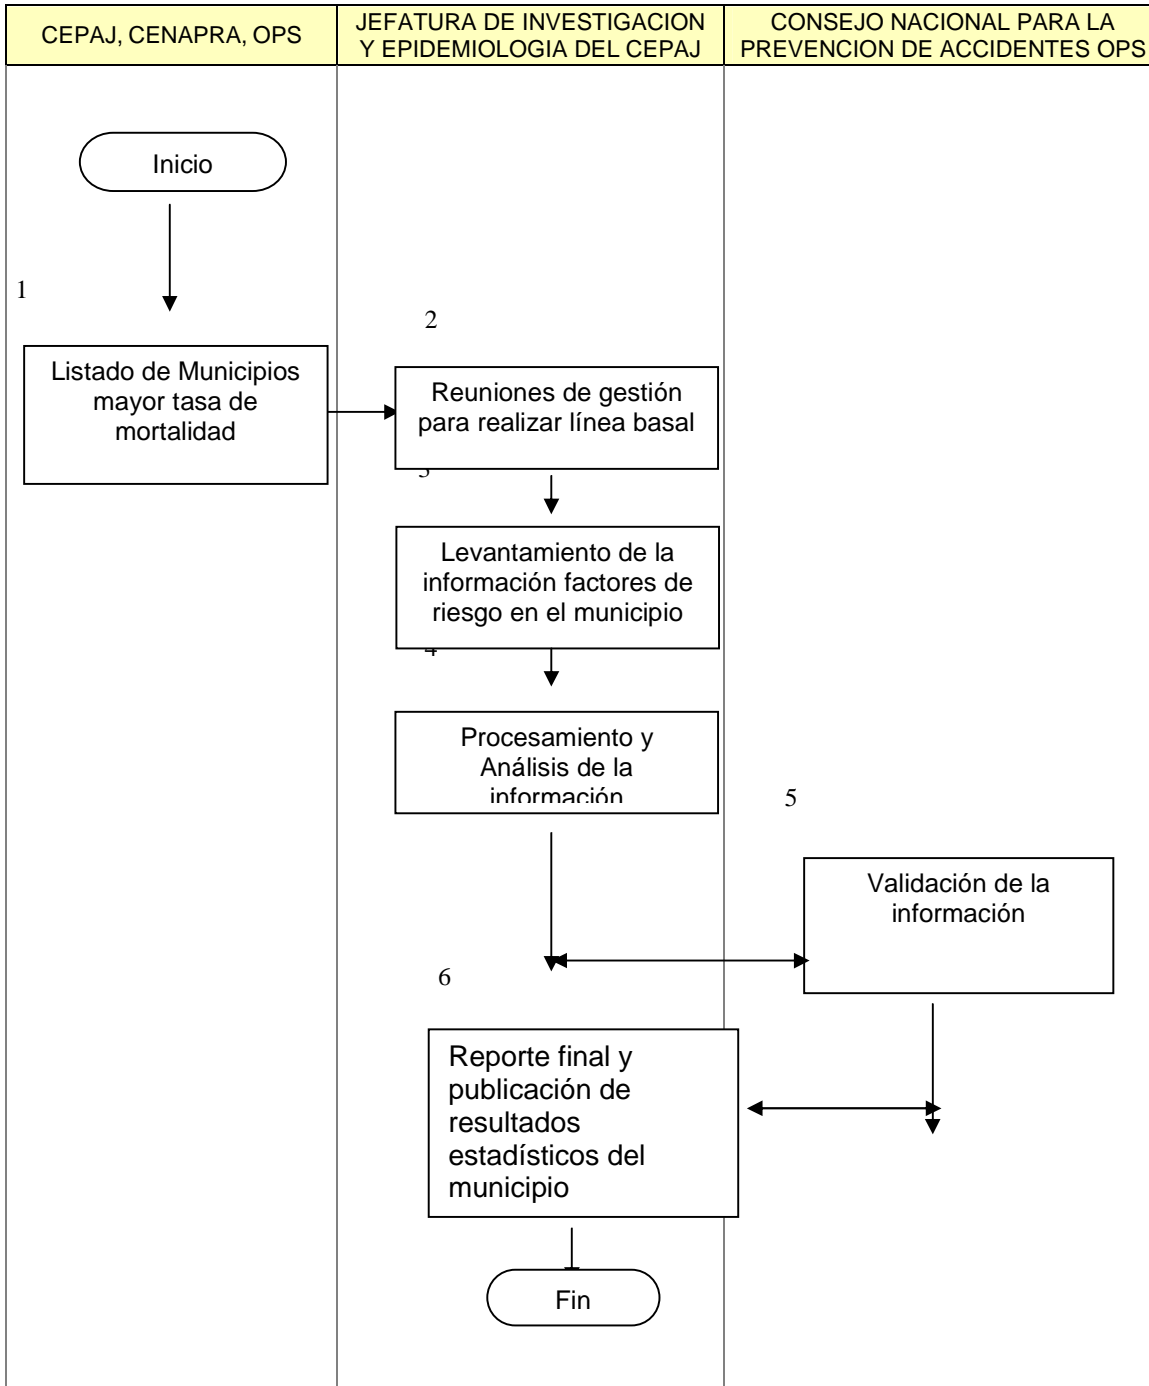 CEPAJ, CENAPRA, OPS
JEFATURA DE INVESTIGACION
Y EPIDEMIOLOGIA DEL CEPAJ
CONSEJO NACIONAL PARA LA
PREVENCION DE ACCIDENTES OPS
Inicio
1
Listado de Municipios
mayor tasa de
mortalidad
2
Reuniones de gestión
para realizar línea basal
3
Levantamiento de la
información factores de
riesgo en el municipio
4
Procesamiento y
Análisis de la
información
5
Validación de la
información
6
Reporte final y
publicación de
resultados
estadísticos del
municipio
Fin